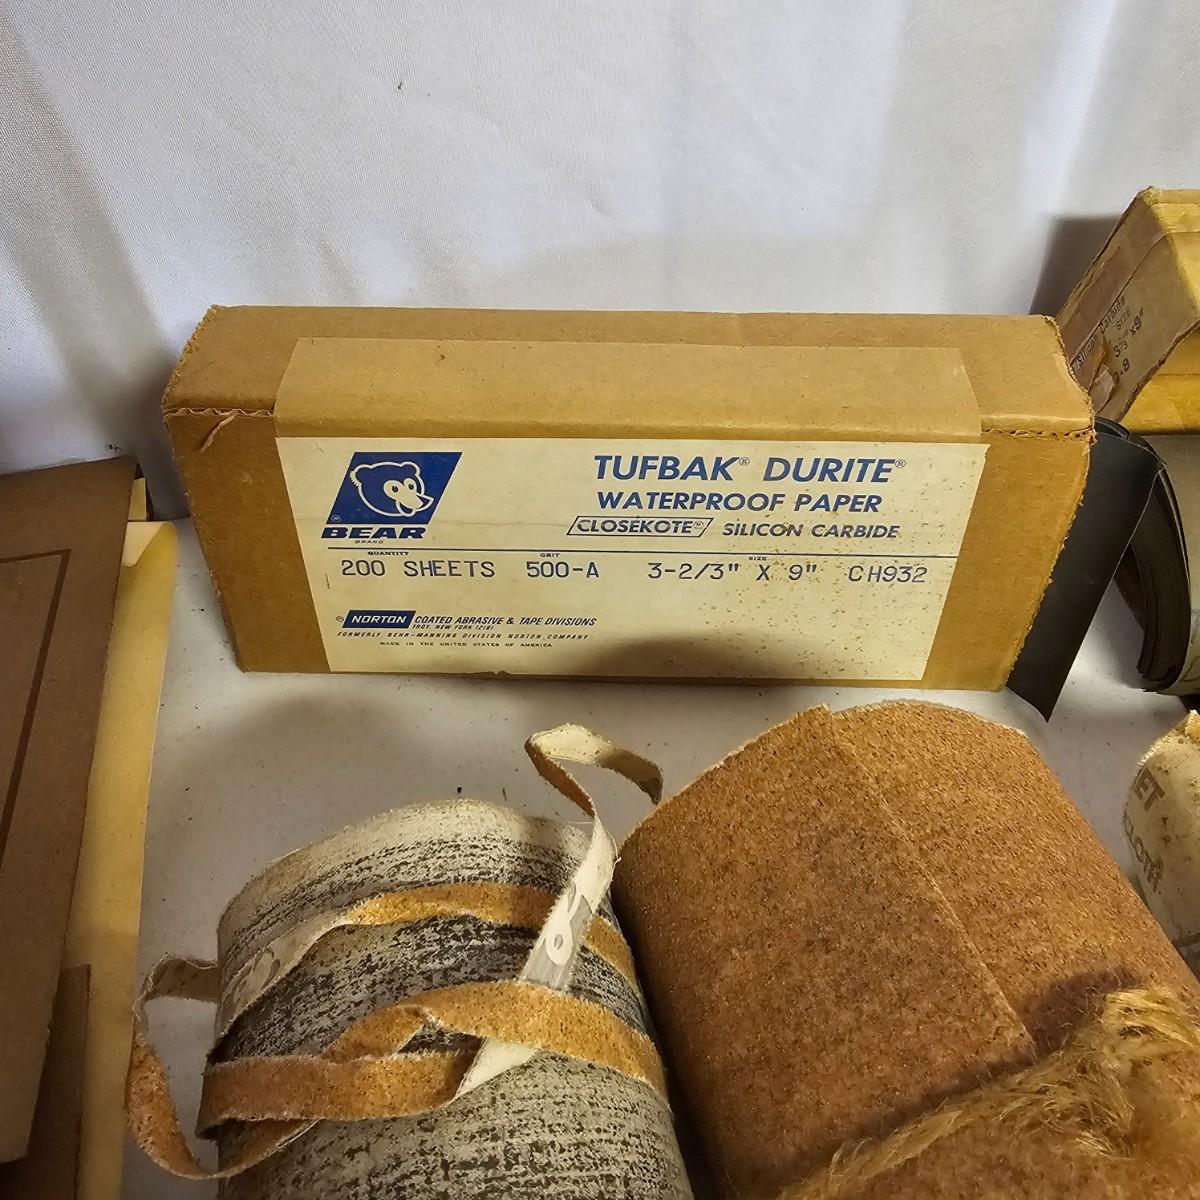 TUFBAK® DURITE®
WATERPROOF PAPER
CLOSEKOTE® SILICON CARBIDE
®
BEAR
BRAND
QUANTITY GRIT SIZE
200 SHEETS 500-A 3-2/3" X 9" CH932
® NORTON COATED ABRASIVE & TAPE DIVISIONS
TROY, NEW YORK 12181
FORMERLY BEHR-MANNING DIVISION NORTON COMPANY
MADE IN THE UNITED STATES OF AMERICA
SIZE